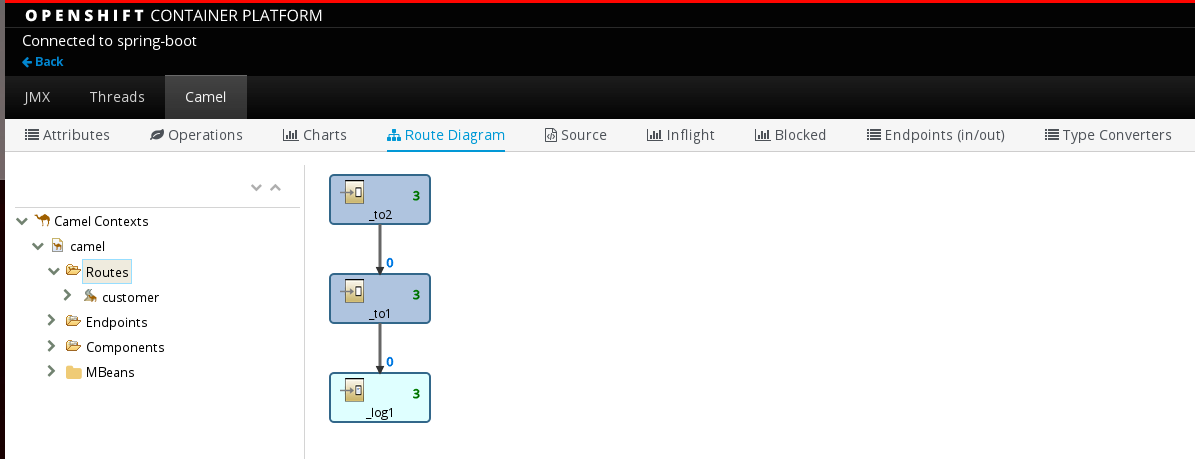 OPENSHIFT CONTAINER PLATFORM
Connected to spring-boot
Back
JMX Threads Camel
Attributes Operations Charts Route Diagram Source Inflight Blocked Endpoints (in/out) Type Converters
Camel Contexts
camel
Routes
customer
Endpoints
Components
MBeans
3
_to2
0
3
_to1
0
3
_log1